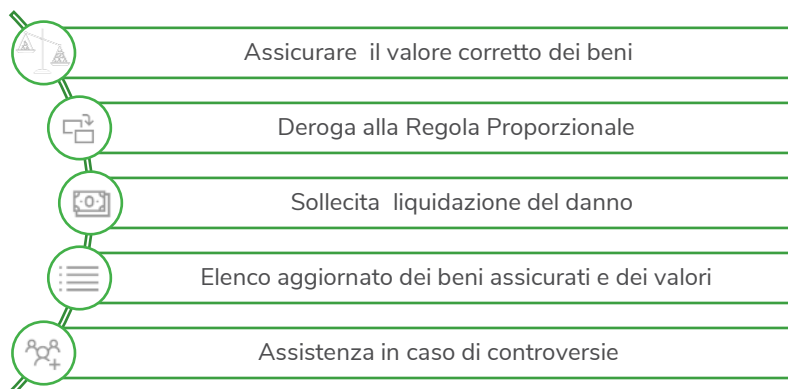 Assicurare il valore corretto dei beni
Deroga alla Regola Proporzionale
Sollecita liquidazione del danno
Elenco aggiornato dei beni assicurati e dei valori
Assistenza in caso di controversie